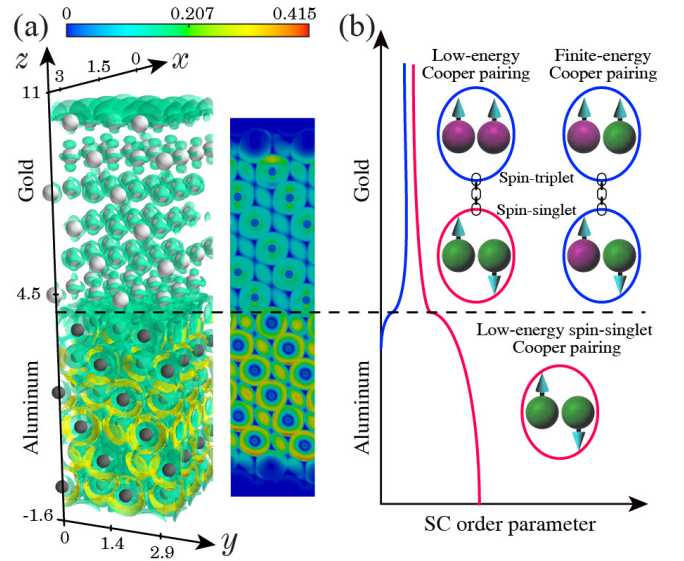 (a)
0
0.207
0.415
z
3
1.5
0
x
11
Gold
4.5
Aluminum
-1.6
0
1.4
2.9
y
(b)
Low-energy
Cooper pairing
Finite-energy
Cooper pairing
Spin-triplet
Spin-singlet
Gold
Low-energy spin-singlet
Cooper pairing
Aluminum
SC order parameter